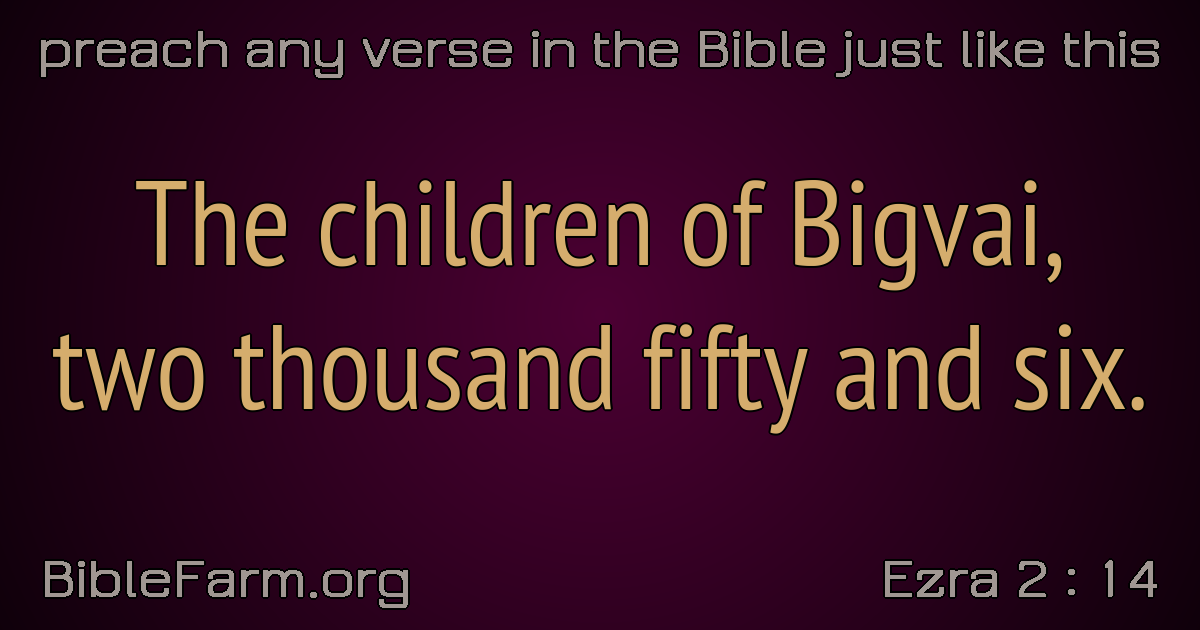 preach any verse in the Bible just like this
The children of Bigvai,
two thousand fifty and six.
BibleFarm.org
Ezra 2 : 14